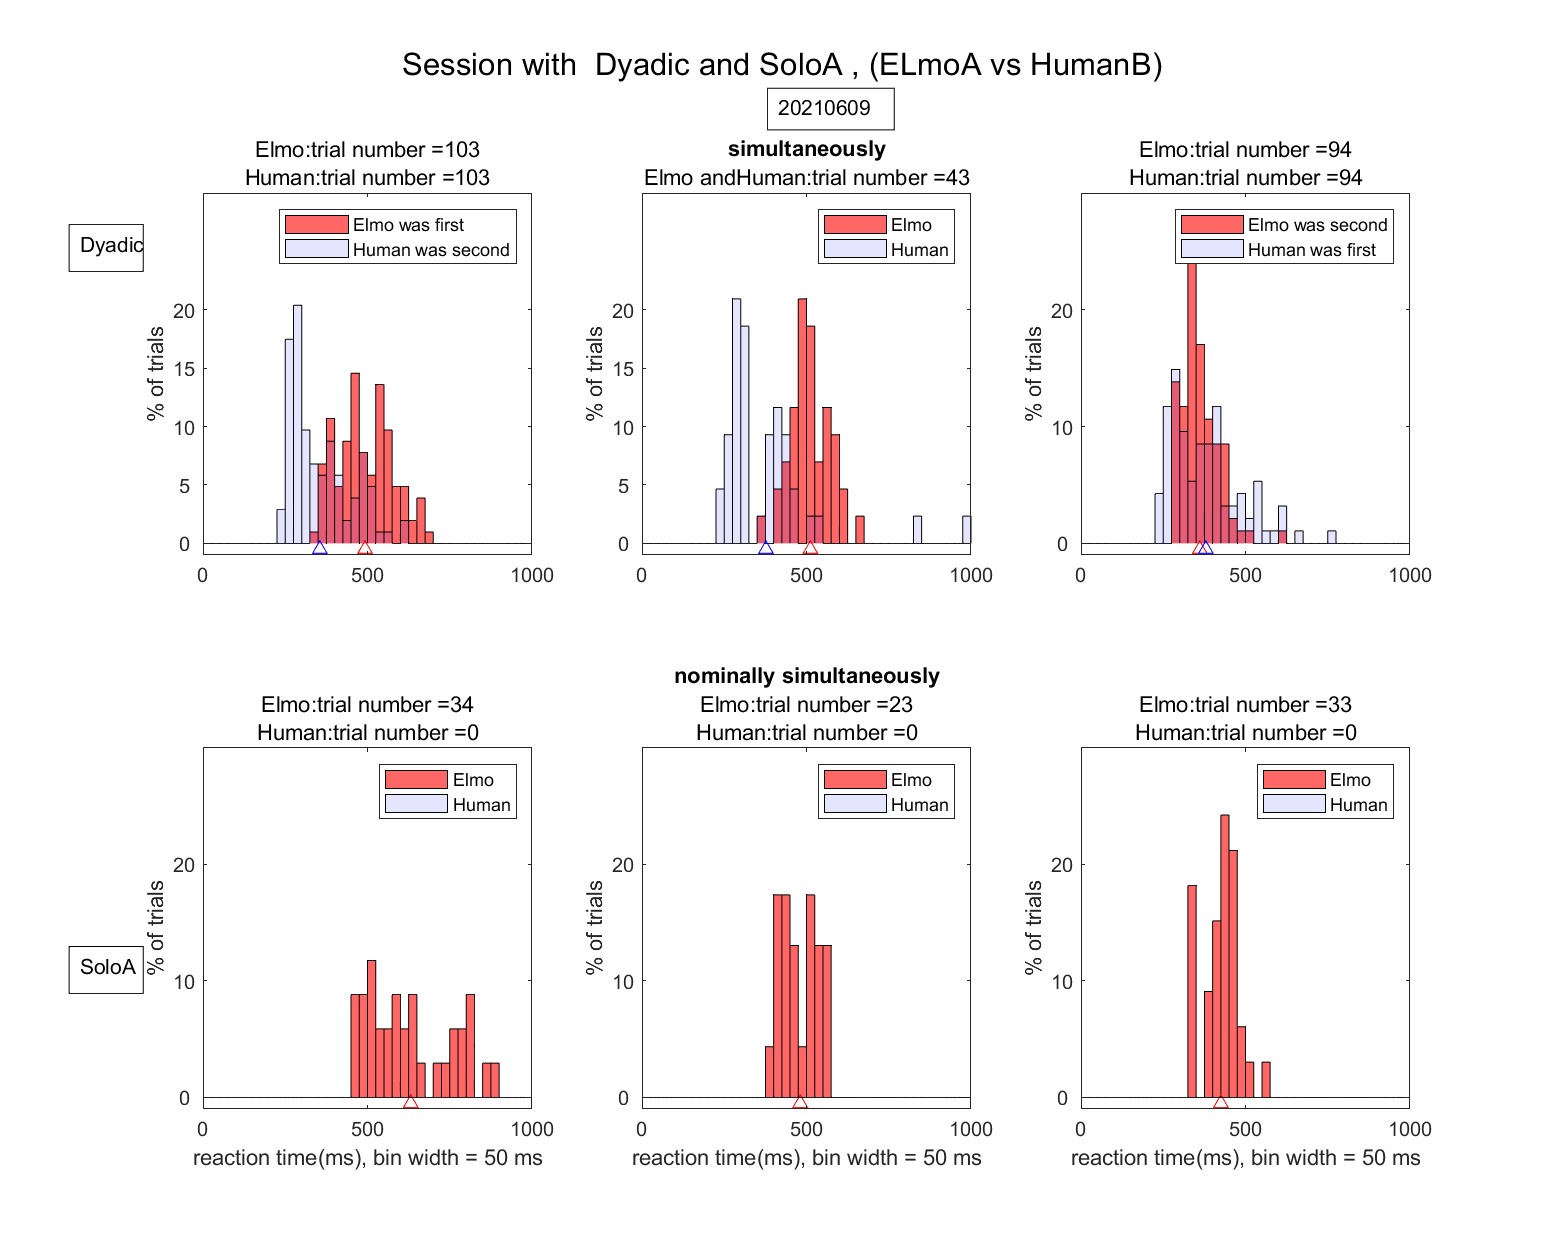 Session with  Dyadic and SoloA , (ELmoA vs HumanB)
20210609
Dyadic
Elmo:trial number =103
Human:trial number =103
Elmo was first
Human was second
% of trials
20
15
10
5
0
0
500
1000
simultaneously
Elmo andHuman:trial number =43
Elmo
Human
% of trials
20
15
10
5
0
0
500
1000
Elmo:trial number =94
Human:trial number =94
Elmo was second
Human was first
% of trials
20
10
0
0
500
1000
SoloA
Elmo:trial number =34
Human:trial number =0
Elmo
Human
% of trials
20
10
0
0
500
1000
reaction time(ms), bin width = 50 ms
nominally simultaneously
Elmo:trial number =23
Human:trial number =0
Elmo
Human
% of trials
20
10
0
0
500
1000
reaction time(ms), bin width = 50 ms
Elmo:trial number =33
Human:trial number =0
Elmo
Human
% of trials
20
10
0
0
500
1000
reaction time(ms), bin width = 50 ms